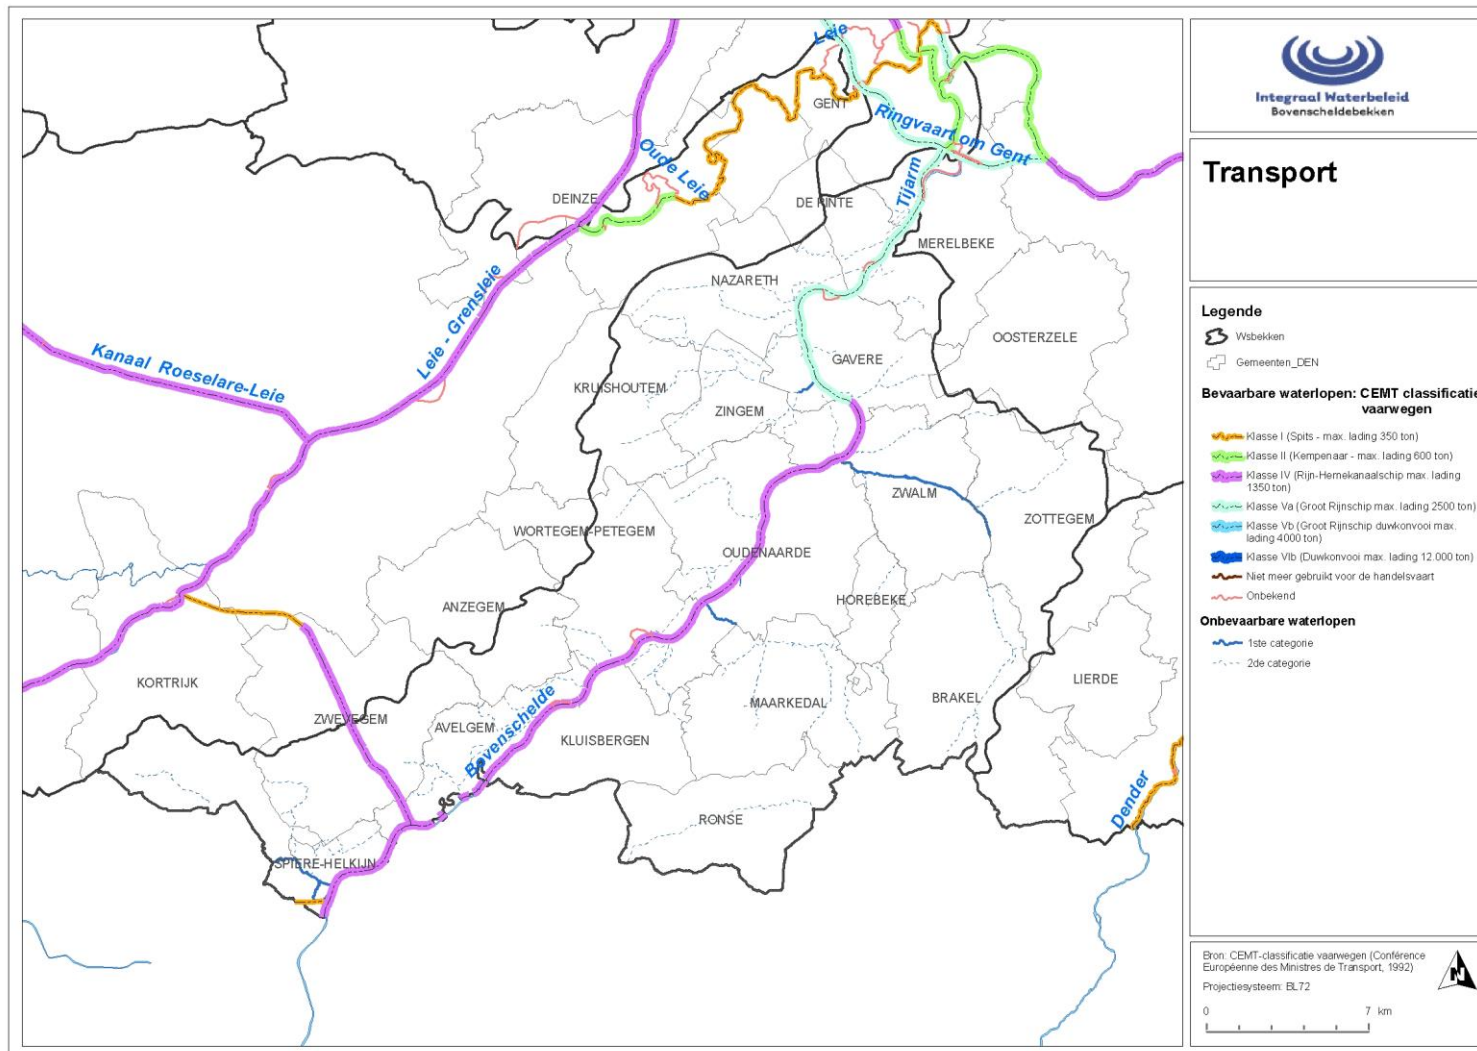 Leie
GENT
Ringvaart om Gent
Oude Leie
Tijarm
DEINZE
DE PINTE
MERELBEKE
NAZARETH
Leie - Grensleie
OOSTERZELE
Kanaal Roeselare-Leie
GAVERE
KRUISHOUTEM
ZINGEM
ZWALM
WORTEGEM-PETEGEM
ZOTTEGEM
OUDENAARDE
ANZEGEM
HOREBEKE
KORTRIJK
LIERDE
ZWEVEGEM
AVELGEM
MAARKEDAL
BRAKEL
Bovenschelde
KLUISBERGEN
Dender
RONSE
SPIERE-HELKIJN
Integraal Waterbeleid
Bovenscheldebekken
Transport
Legende
Wsbekken
Gemeenten_DEN
Bevaarbare waterlopen: CEMT classificatie
vaarwegen
Klasse I (Spits - max. lading 350 ton)
Klasse II (Kempenaar - max. lading 600 ton)
Klasse IV (Rijn-Hernekanaalschip max. lading
1350 ton)
Klasse Va (Groot Rijnschip max. lading 2500 ton)
Klasse Vb (Groot Rijnschip duwkonvooi max.
lading 4000 ton)
Klasse VIb (Duwkonvooi max. lading 12.000 ton)
Niet meer gebruikt voor de handelsvaart
Onbekend
Onbevaarbare waterlopen
1ste categorie
2de categorie
Bron: CEMT-classificatie vaarwegen (Conférence
Européenne des Ministres de Transport, 1992)
Projectiesysteem: BL72
N
0 7 km